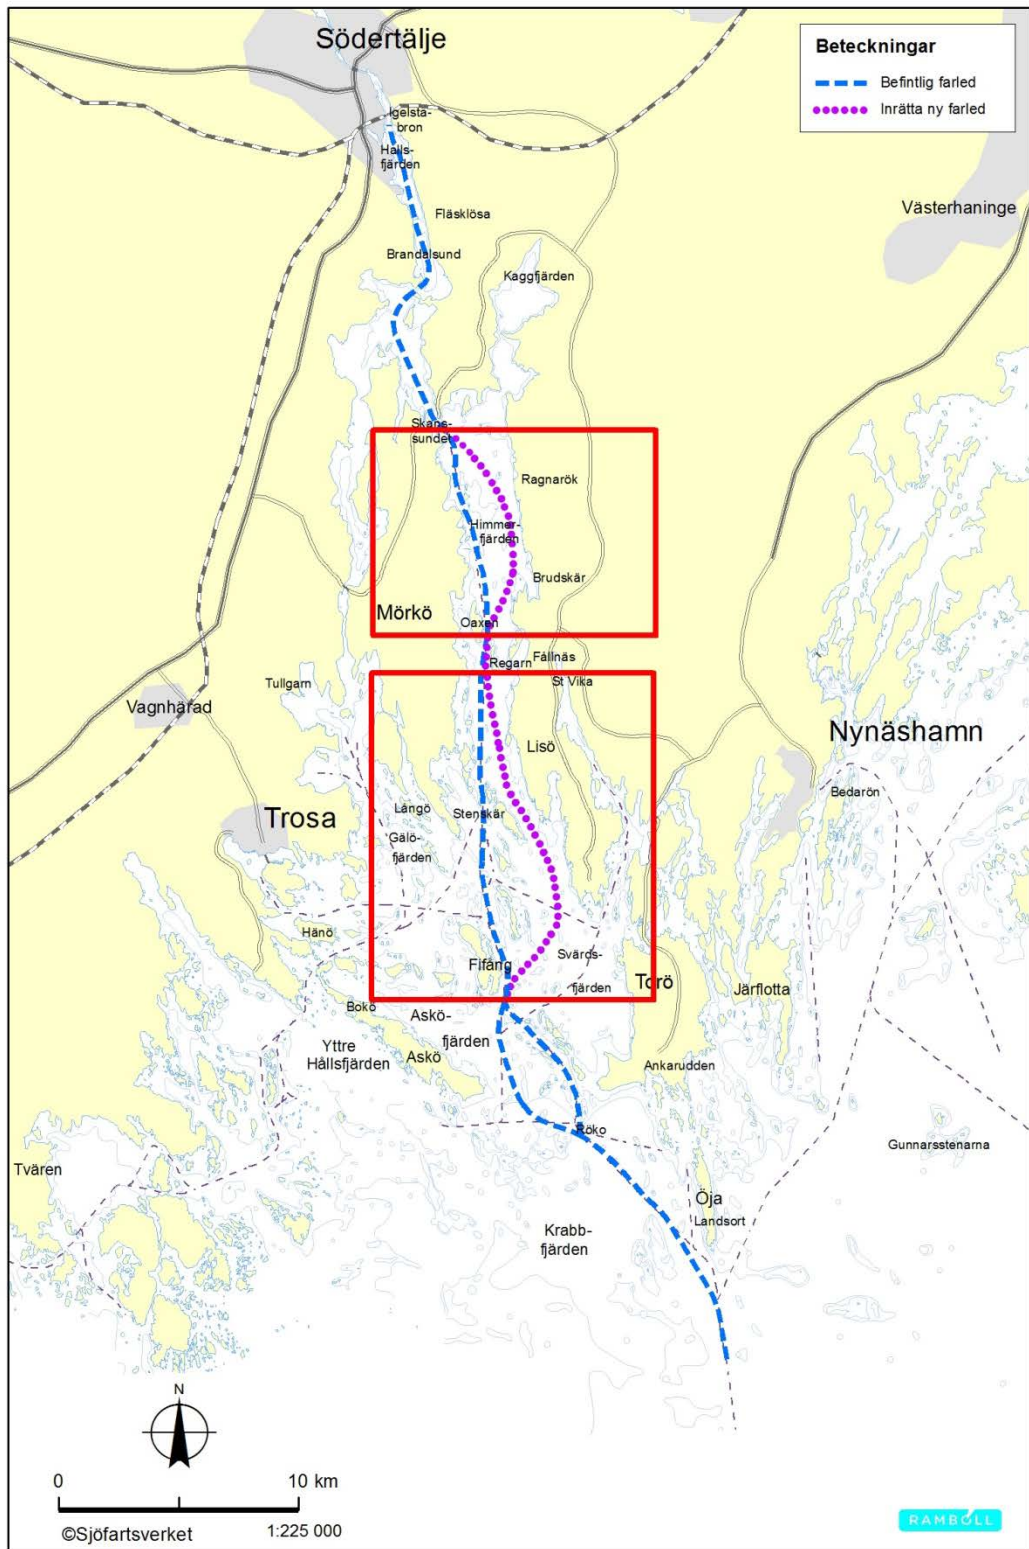 Södertälje
Beteckningar
Befintlig farled
Inrätta ny farled
Igelsta-
bron
Halls-
fjärden
Västerhaninge
Fläsklösa
Brandalsund
Kaggfjärden
Skans-
sundet
Ragnarök
Himmer-
fjärden
Brudskär
Mörkö
Oaxen
Regarn
Fållnäs
St Vika
Tullgarn
Vagnhärad
Nynäshamn
Lisö
Bedarön
Trosa
Långö
Stenskär
Gälö-
fjärden
Hänö
Fifång
Svärds-
fjärden
Torö
Järflotta
Bokö
Askö-
fjärden
Yttre
Hållsfjärden
Askö
Ankarudden
Röko
Gunnarsstenarna
Tvären
Öja
Landsort
Krabb-
fjärden
N
0 10 km
©Sjöfartsverket 1:225 000
RAMBOLL